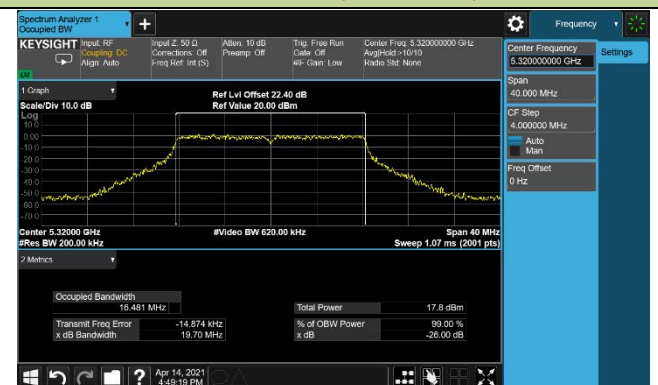 Spectrum Analyzer 1
Occupied BW
+
Frequency
KEYSIGHT
Input: RF
Coupling: DC
Align: Auto
Input Z: 50 Ω
Corrections: Off
Freq Ref: Int (S)
Atten: 10 dB
Preamp: Off
Trig: Free Run
Gate: Off
#IF Gain: Low
Center Freq: 5.320000000 GHz
Avg|Hold:>10/10
Radio Std: None
Center Frequency
5.320000000 GHz
Settings
Span
40.000 MHz
CF Step
4.000000 MHz
Auto
Man
Freq Offset
0 Hz
1 Graph
Scale/Div 10.0 dB
Ref Lvl Offset 22.40 dB
Ref Value 20.00 dBm
Log
10.0
0.00
-10.0
-20.0
-30.0
-40.0
-50.0
-60.0
-70.0
Center 5.32000 GHz
#Res BW 200.00 kHz
#Video BW 620.00 kHz
Span 40 MHz
Sweep 1.07 ms (2001 pts)
2 Metrics
Occupied Bandwidth
16.481 MHz
Total Power 17.8 dBm
Transmit Freq Error -14.874 kHz
% of OBW Power 99.00 %
x dB Bandwidth 19.70 MHz
x dB -26.00 dB
?
Apr 14, 2021
4:49:19 PM